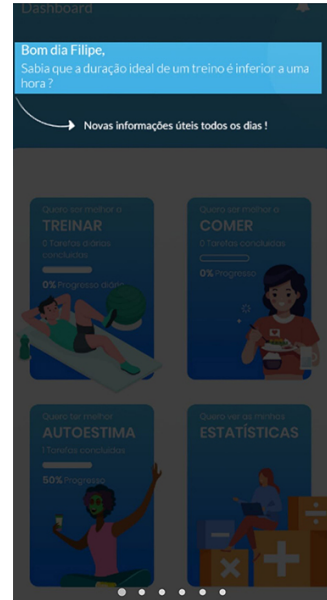 Dashboard
Bom dia Filipe,
Sabia que a duração ideal de um treino é inferior a uma
hora ?
Novas informações úteis todos os dias !
Quero ser melhor a
TREINAR
0 Tarefas diárias
concluídas
0% Progresso diário
Quero ser melhor a
COMER
0 Tarefas concluídas
0% Progresso
Quero ter melhor
AUTOESTIMA
1 Tarefas concluídas
50% Progresso
Quero ver as minhas
ESTATÍSTICAS